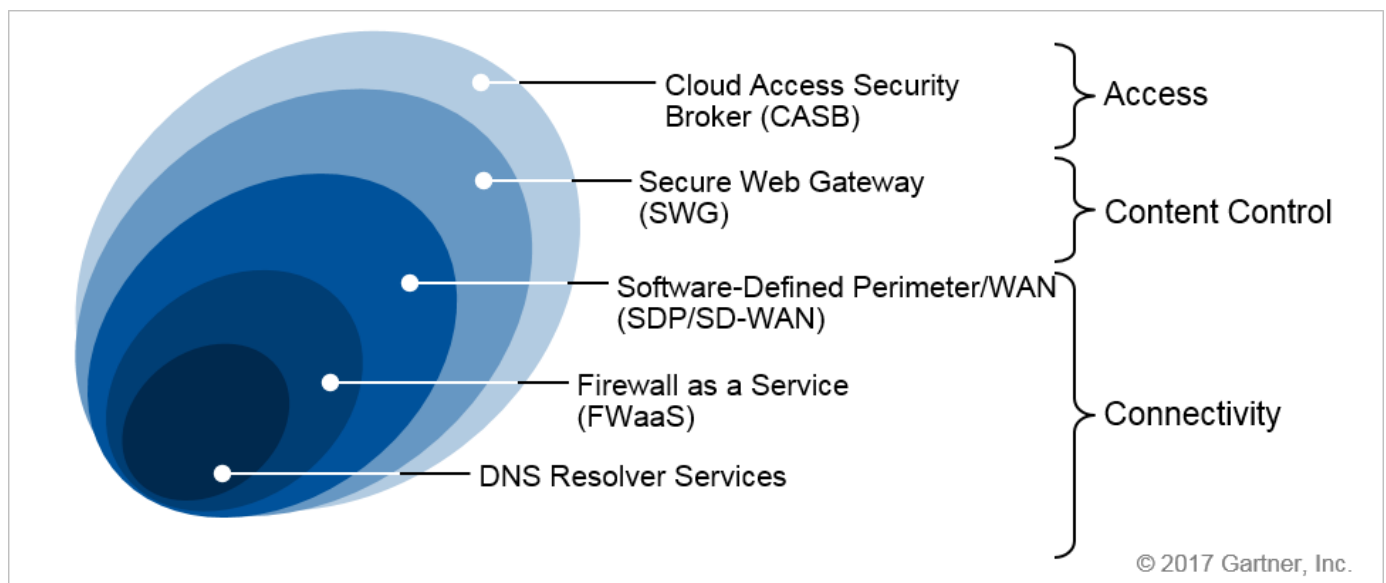 Cloud Access Security
Broker (CASB)
Access
Secure Web Gateway
(SWG)
Content Control
Software-Defined Perimeter/WAN
(SDP/SD-WAN)
Firewall as a Service
(FWaaS)
Connectivity
DNS Resolver Services
© 2017 Gartner, Inc.